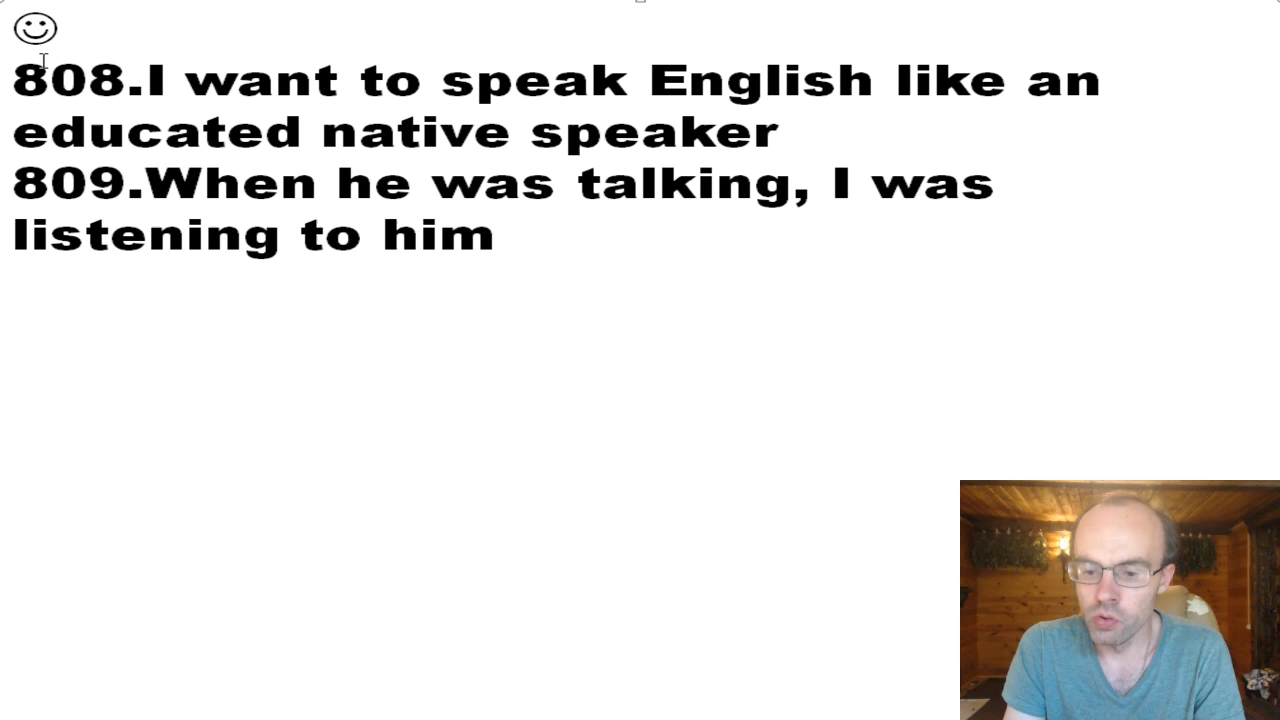 808.I want to speak English like an
educated native speaker
809.When he was talking, I was
listening to him